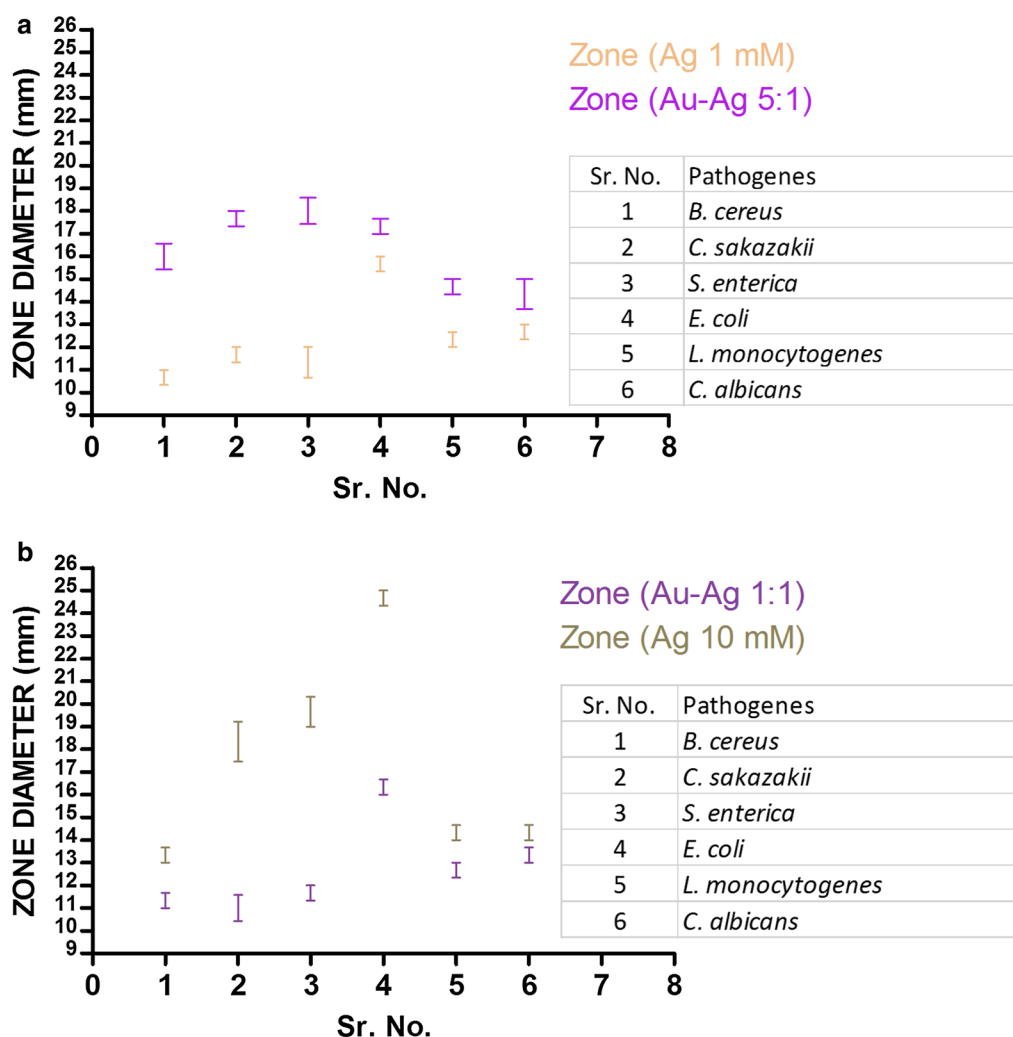 a
26
25
24
23
22
21
20
19
18
17
16
15
14
13
12
11
10
9
ZONE DIAMETER (mm)
0 1 2 3 4 5 6 7 8
Sr. No.
Zone (Ag 1 mM)
Zone (Au-Ag 5:1)
Sr. No. Pathogenes
1 B. cereus
2 C. sakazakii
3 S. enterica
4 E. coli
5 L. monocytogenes
6 C. albicans
b
26
25
24
23
22
21
20
19
18
17
16
15
14
13
12
11
10
9
ZONE DIAMETER (mm)
0 1 2 3 4 5 6 7 8
Sr. No.
Zone (Au-Ag 1:1)
Zone (Ag 10 mM)
Sr. No. Pathogenes
1 B. cereus
2 C. sakazakii
3 S. enterica
4 E. coli
5 L. monocytogenes
6 C. albicans